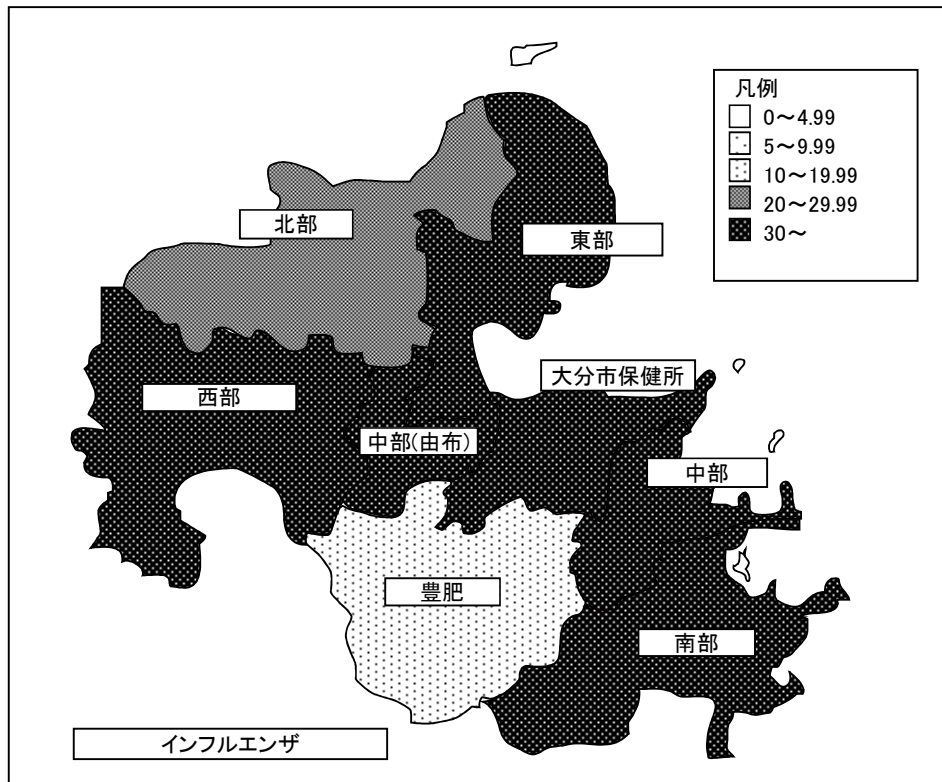 凡例
0～4.99
5～9.99
10～19.99
20～29.99
30～
北部
東部
大分市保健所
西部
中部(由布)
中部
豊肥
南部
インフルエンザ